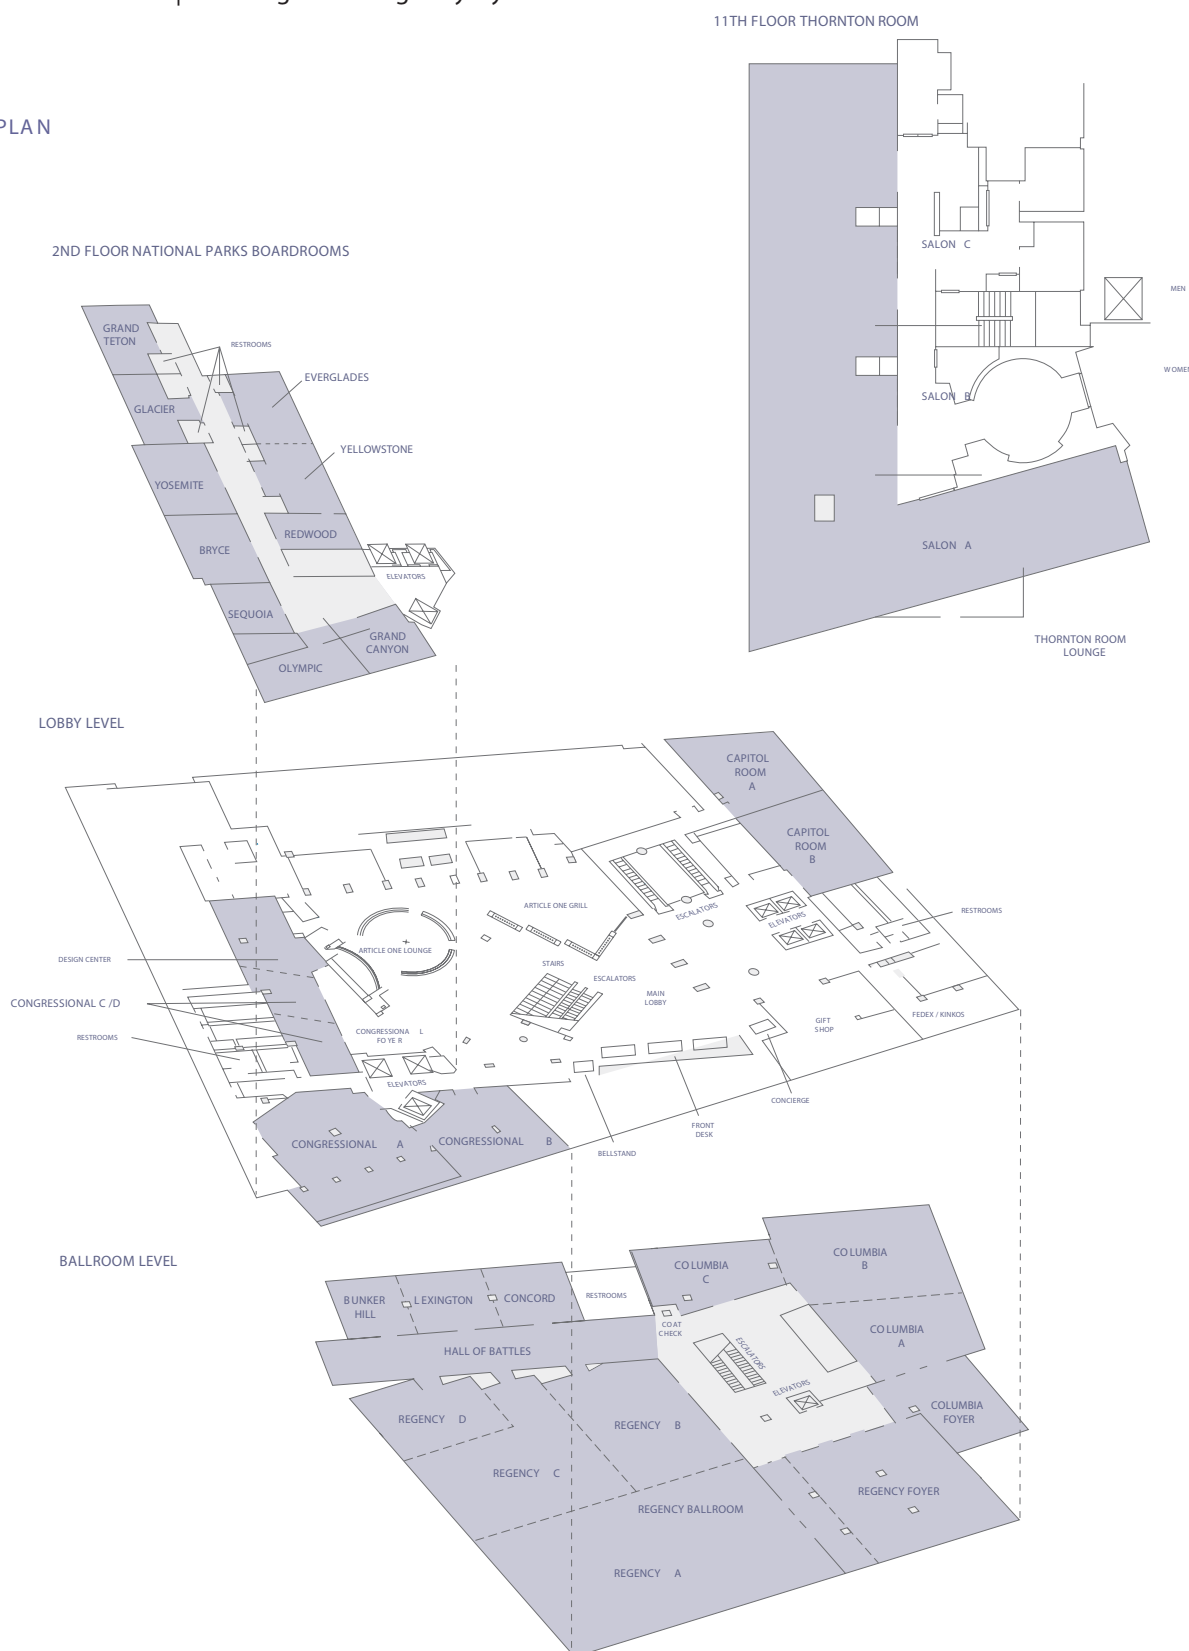 11TH FLOOR THORNTON ROOM
PLAN
SALON C
MEN
SALON B
SALON A
THORNTON ROOM
LOUNGE
2ND FLOOR NATIONAL PARKS BOARDROOMS
GRAND
TETON
RESTROOMS
EVERGLADES
GLACIER
YELLOWSTONE
YOSEMITE
REDWOOD
BRYCE
ELEVATORS
SEQUOIA
GRAND
CANYON
OLYMPIC
LOBBY LEVEL
CAPITOL
ROOM
A
CAPITOL
ROOM
B
ARTICLE ONE GRILL
ESCALATORS
ELEVATORS
RESTROOMS
ARTICLE ONE LOUNGE
DESIGN CENTER
STAIRS
ESCALATORS
MAIN
LOBBY
CONGRESSIONAL C /D
GIFT
SHOP
FEDEX / KINKOS
CONGRESSIONA L
FO YE R
RESTROOMS
ELEVATORS
CONCIERGE
FRONT
DESK
BELLSTAND
CONGRESSIONAL A
CONGRESSIONAL B
BALLROOM LEVEL
CO LUMBIA
B
CO LUMBIA
C
BUNKER
HILL
LEXINGTON
CONCORD
RESTROOMS
COAT
CHECK
CO LUMBIA
A
HALL OF BATTLES
ESCALATORS
ELEVATORS
COLUMBIA
FOYER
REGENCY D
REGENCY B
REGENCY C
REGENCY FOYER
REGENCY BALLROOM
REGENCY A